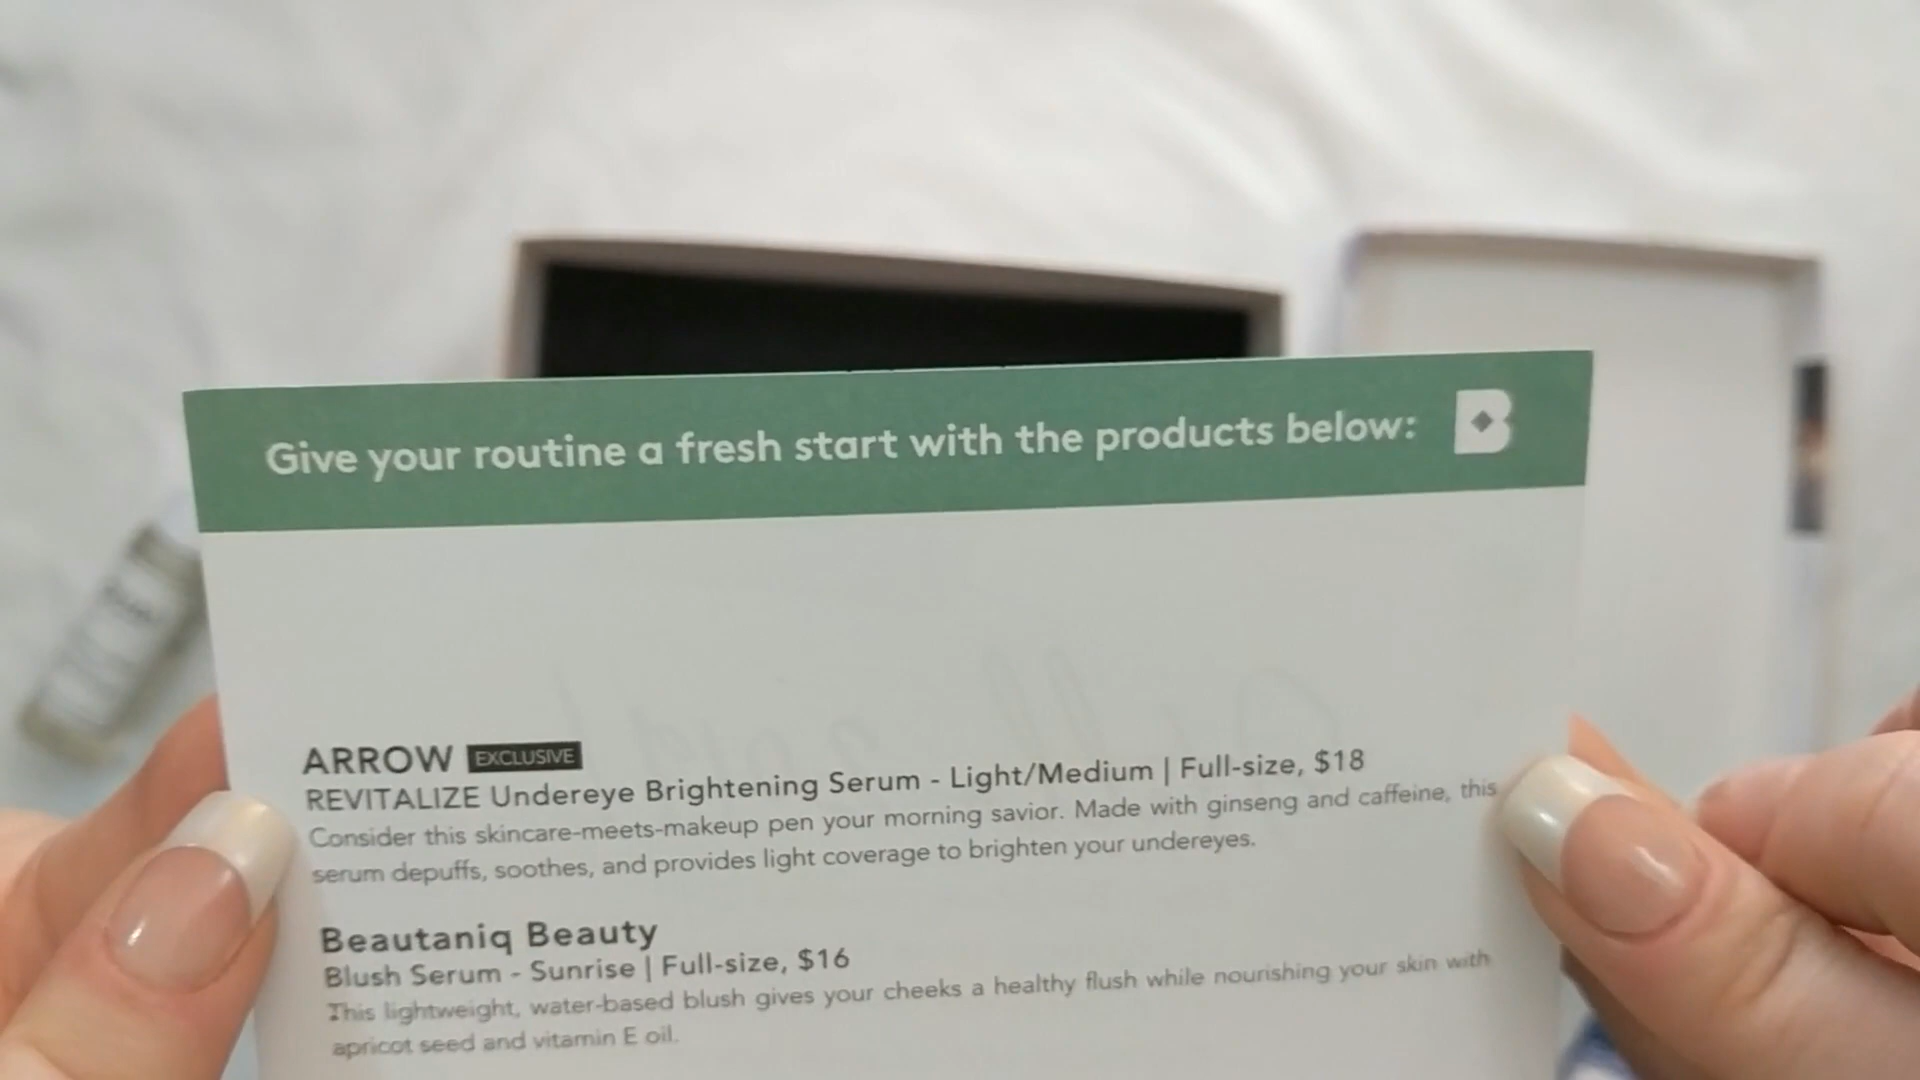 Give your routine a fresh start with the products below:
B
ARROW EXCLUSIVE
REVITALIZE Undereye Brightening Serum - Light/Medium | Full-size, $18
Consider this skincare-meets-makeup pen your morning savior. Made with ginseng and caffeine, this
serum depuffs, soothes, and provides light coverage to brighten your undereyes.
Beautaniq Beauty
Blush Serum - Sunrise | Full-size, $16
This lightweight, water-based blush gives your cheeks a healthy flush while nourishing your skin with
apricot seed and vitamin E oil.